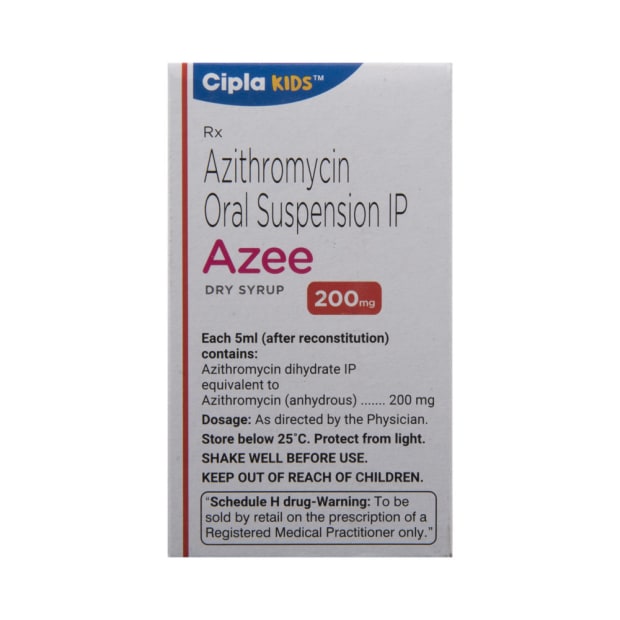 Cipla KIDS™
Rx
Azithromycin
Oral Suspension IP
Azee
DRY SYRUP
200mg
Each 5ml (after reconstitution)
contains:
Azithromycin dihydrate IP
equivalent to
Azithromycin (anhydrous) ....... 200 mg
Dosage: As directed by the Physician.
Store below 25˚C. Protect from light.
SHAKE WELL BEFORE USE.
KEEP OUT OF REACH OF CHILDREN.
“Schedule H drug-Warning: To be
sold by retail on the prescription of a
Registered Medical Practitioner only.”